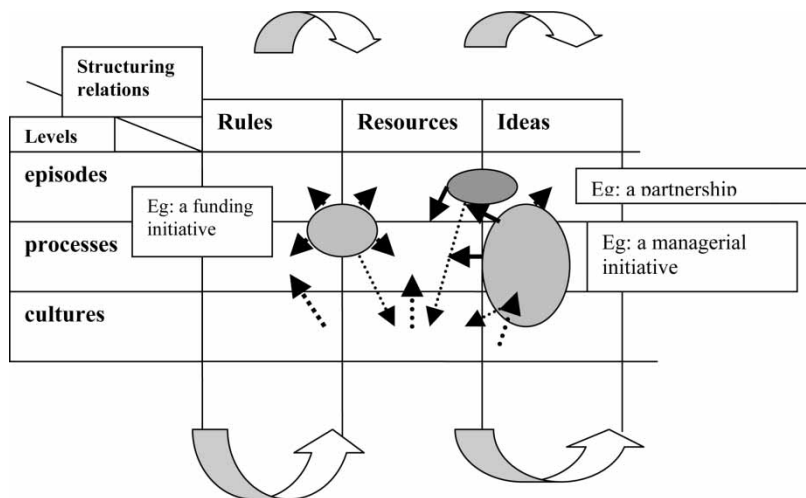 Structuring
relations
Rules
Resources
Ideas
Levels
episodes
Eg: a partnership
Eg: a funding
initiative
processes
Eg: a managerial
initiative
cultures